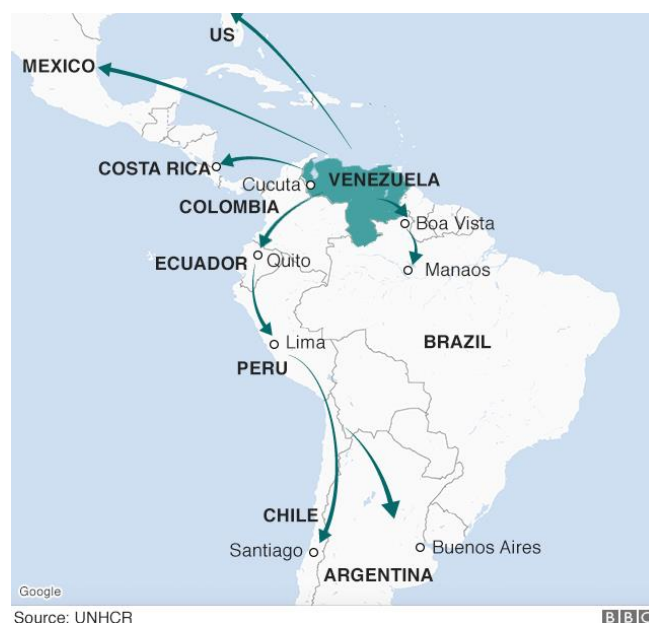 US
MEXICO
COSTA RICA
Cucuta
VENEZUELA
COLOMBIA
Boa Vista
ECUADOR
Quito
Manaos
Lima
BRAZIL
PERU
CHILE
Santiago
Buenos Aires
ARGENTINA
Google
Source: UNHCR
BBC